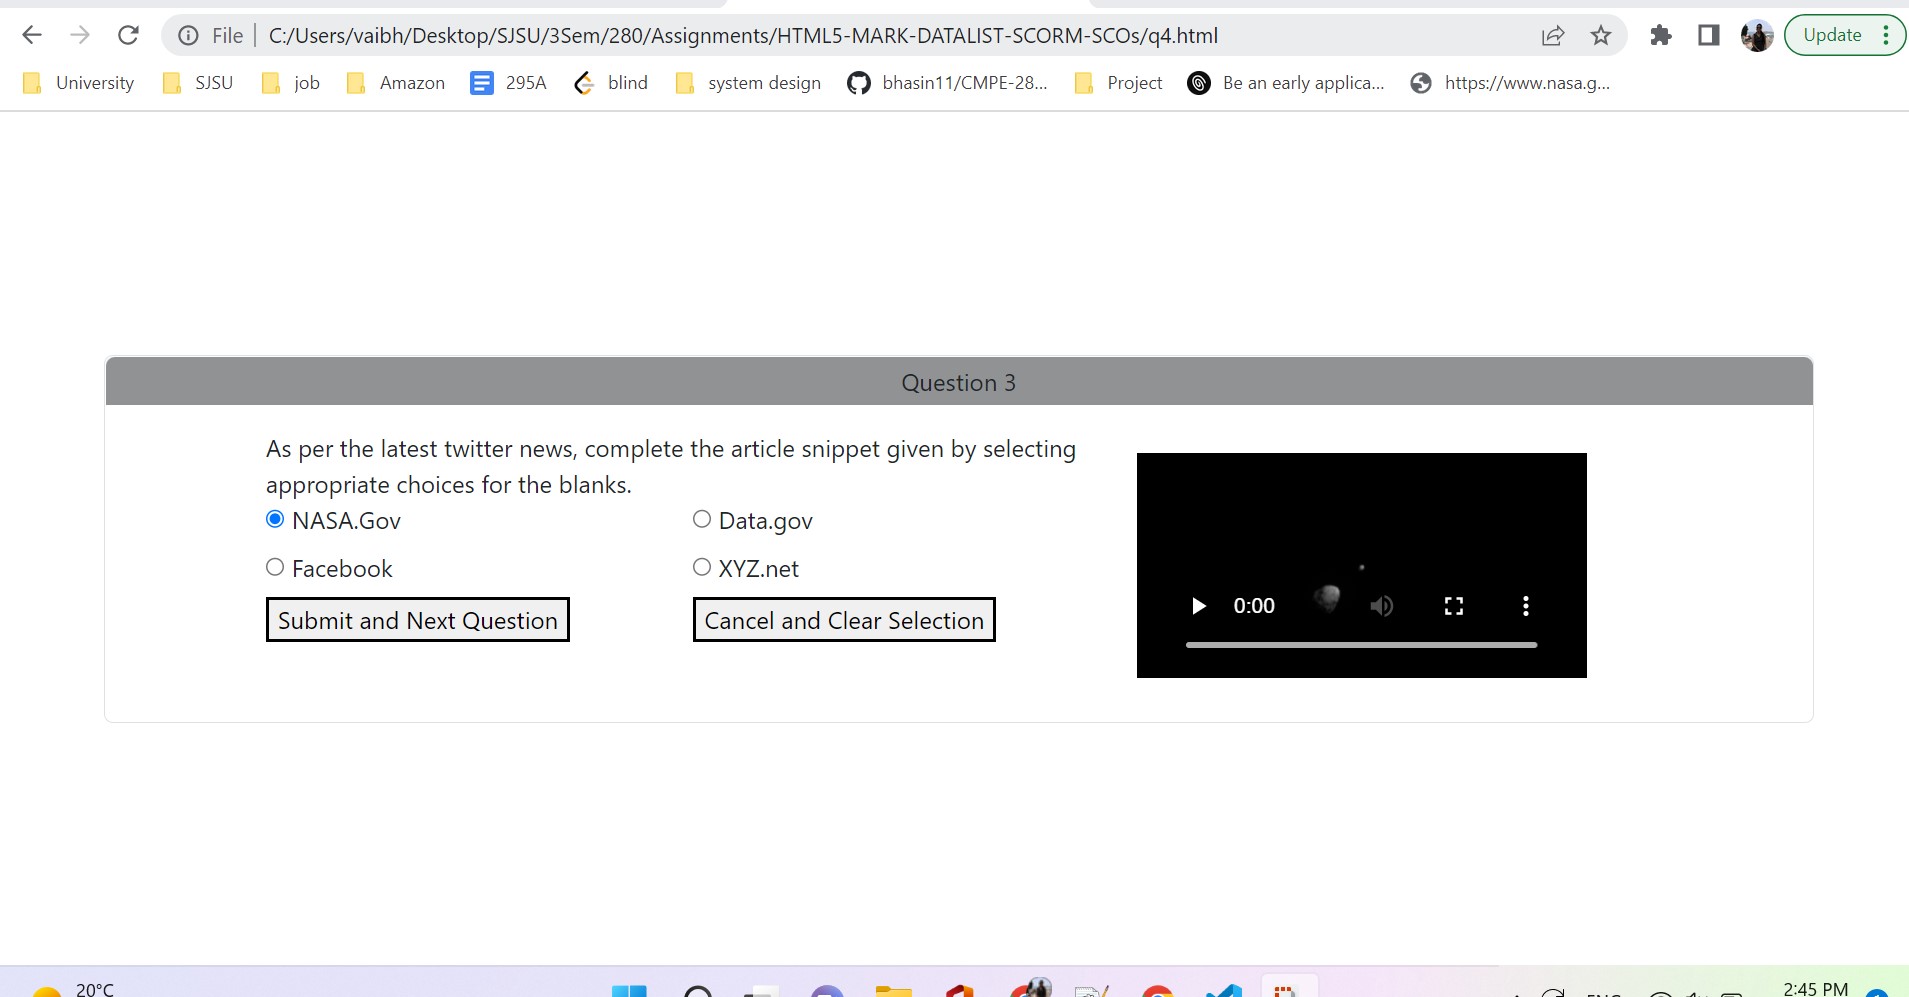 File | C:/Users/vaibh/Desktop/SJSU/3Sem/280/Assignments/HTML5-MARK-DATALIST-SCORM-SCOs/q4.html Update
University SJSU job Amazon 295A blind system design bhasin11/CMPE-28... Project Be an early applica... https://www.nasa.g...
Question 3
As per the latest twitter news, complete the article snippet given by selecting
appropriate choices for the blanks.
NASA.Gov Data.gov
Facebook XYZ.net
Submit and Next Question Cancel and Clear Selection
0:00
20°C 2:45 PM